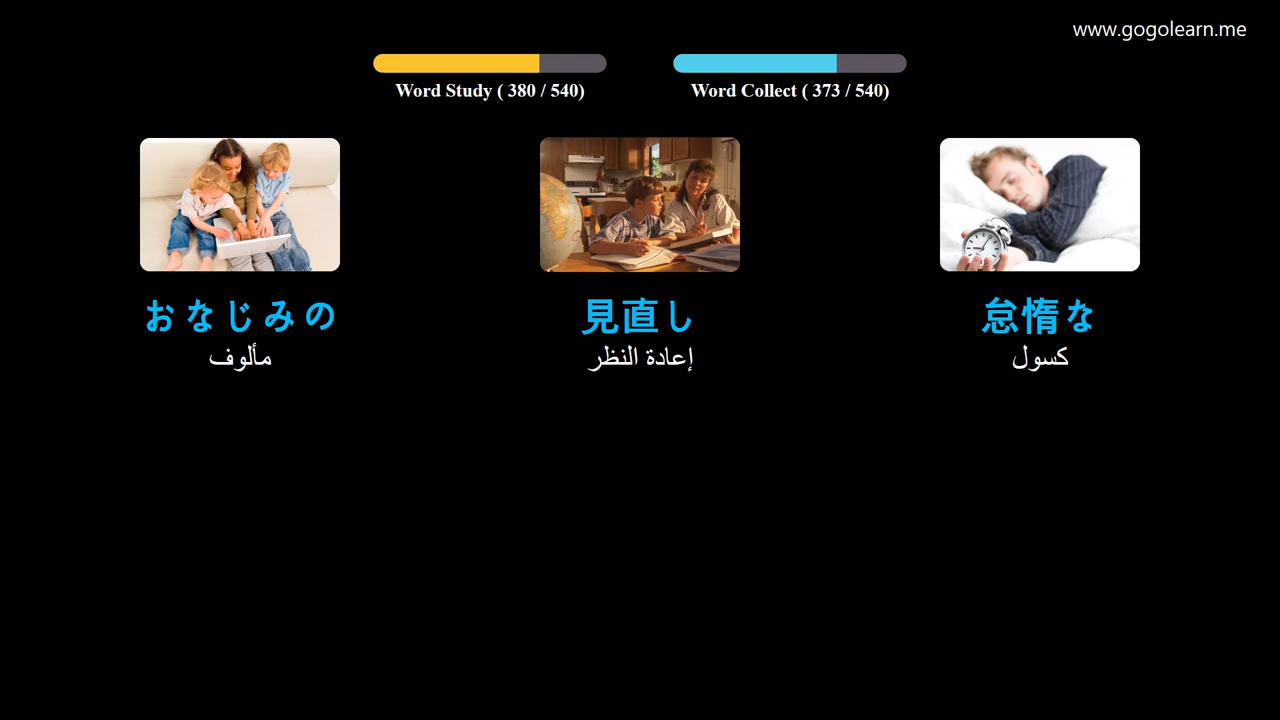 www.gogolearn.me
Word Study ( 380 / 540)
Word Collect ( 373 / 540)
おなじみの
مألوف
見直し
إعادة النظر
怠惰な
كسول